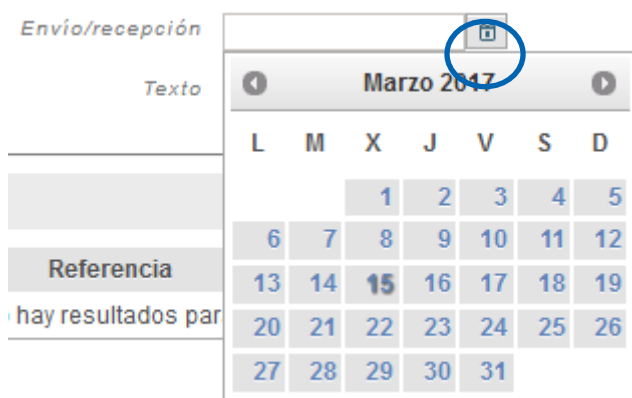 Envío/recepción
Texto
Marzo 2017
L M X J V S D
1 2 3 4 5
6 7 8 9 10 11 12
Referencia
13 14 15 16 17 18 19
hay resultados par
20 21 22 23 24 25 26
27 28 29 30 31